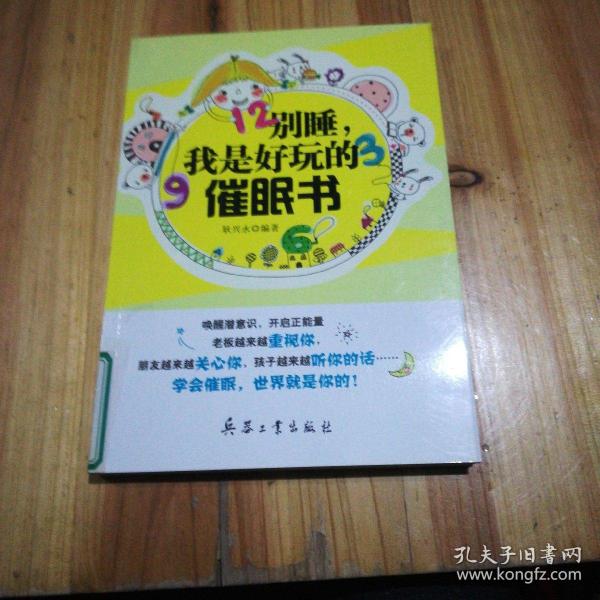 12
别睡，
我是好玩的
3
催眠书
9
耿兴永 编著
6
唤醒潜意识，开启正能量
老板越来越重视你，
朋友越来越关心你，孩子越来越听你的话……
学会催眠，世界就是你的！
兵器工业出版社
孔夫子旧书网
www.kongfz.com